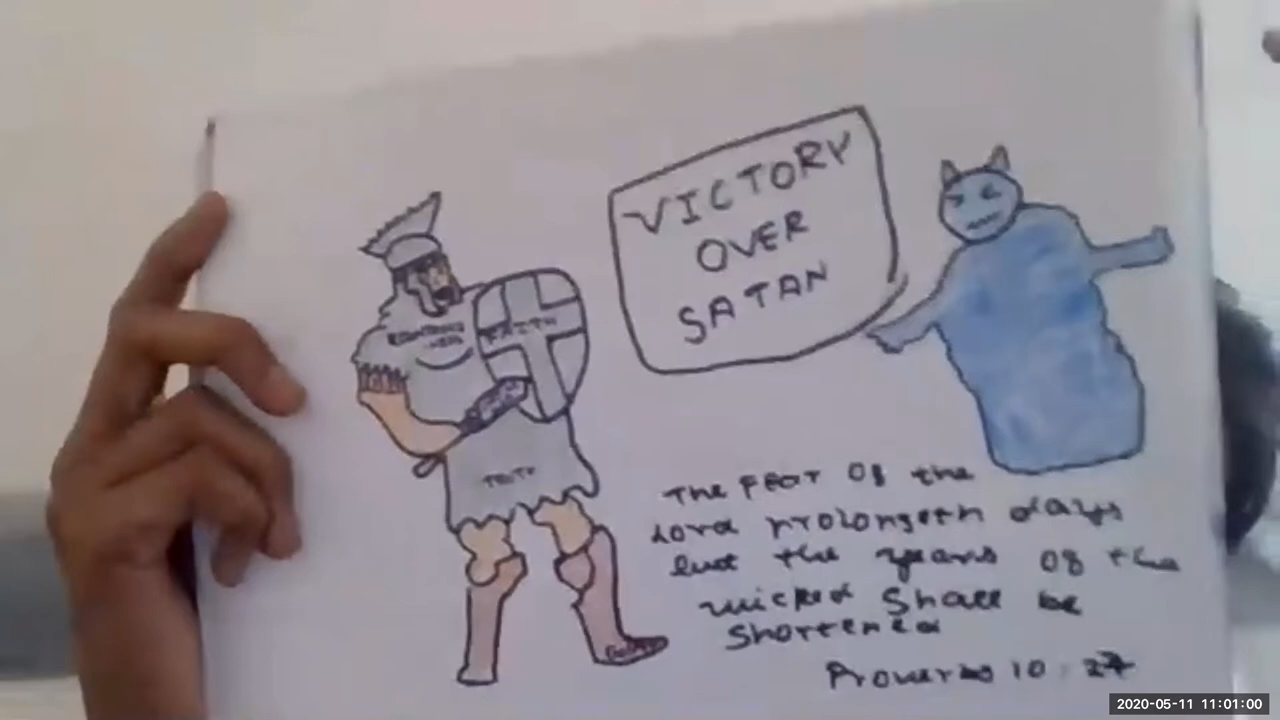 VICTORY
OVER
SATAN
FAITH
The Fear Of the
Lord prolongeth days
but the years of the
wicked Shall be
Shortened
Proverbs 10:27
2020-05-11 11:01:00